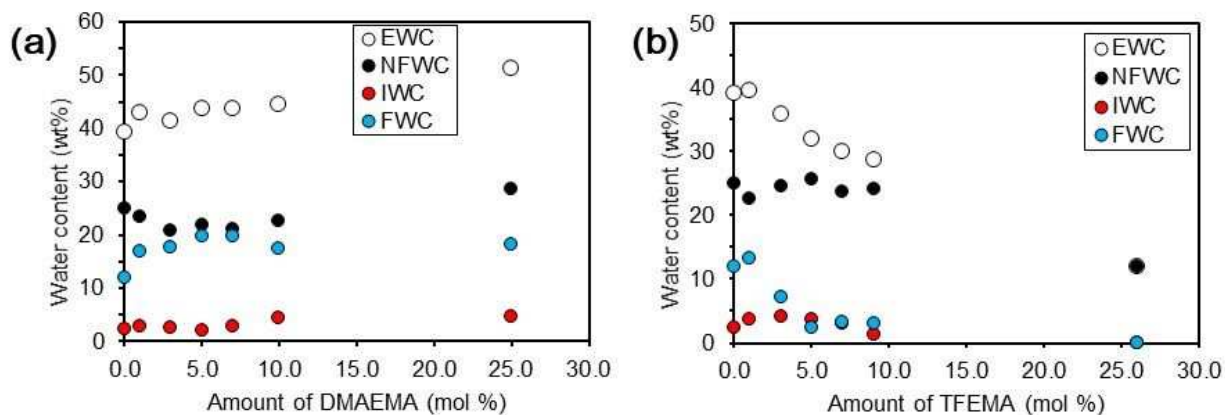 (a)
60
50
40
30
20
10
0
Water content (wt%)
EWC
NFWC
IWC
FWC
0.0 5.0 10.0 15.0 20.0 25.0 30.0
Amount of DMAEMA (mol %)
(b)
50
40
30
20
10
0
Water content (wt%)
EWC
NFWC
IWC
FWC
0.0 5.0 10.0 15.0 20.0 25.0 30.0
Amount of TFEMA (mol %)